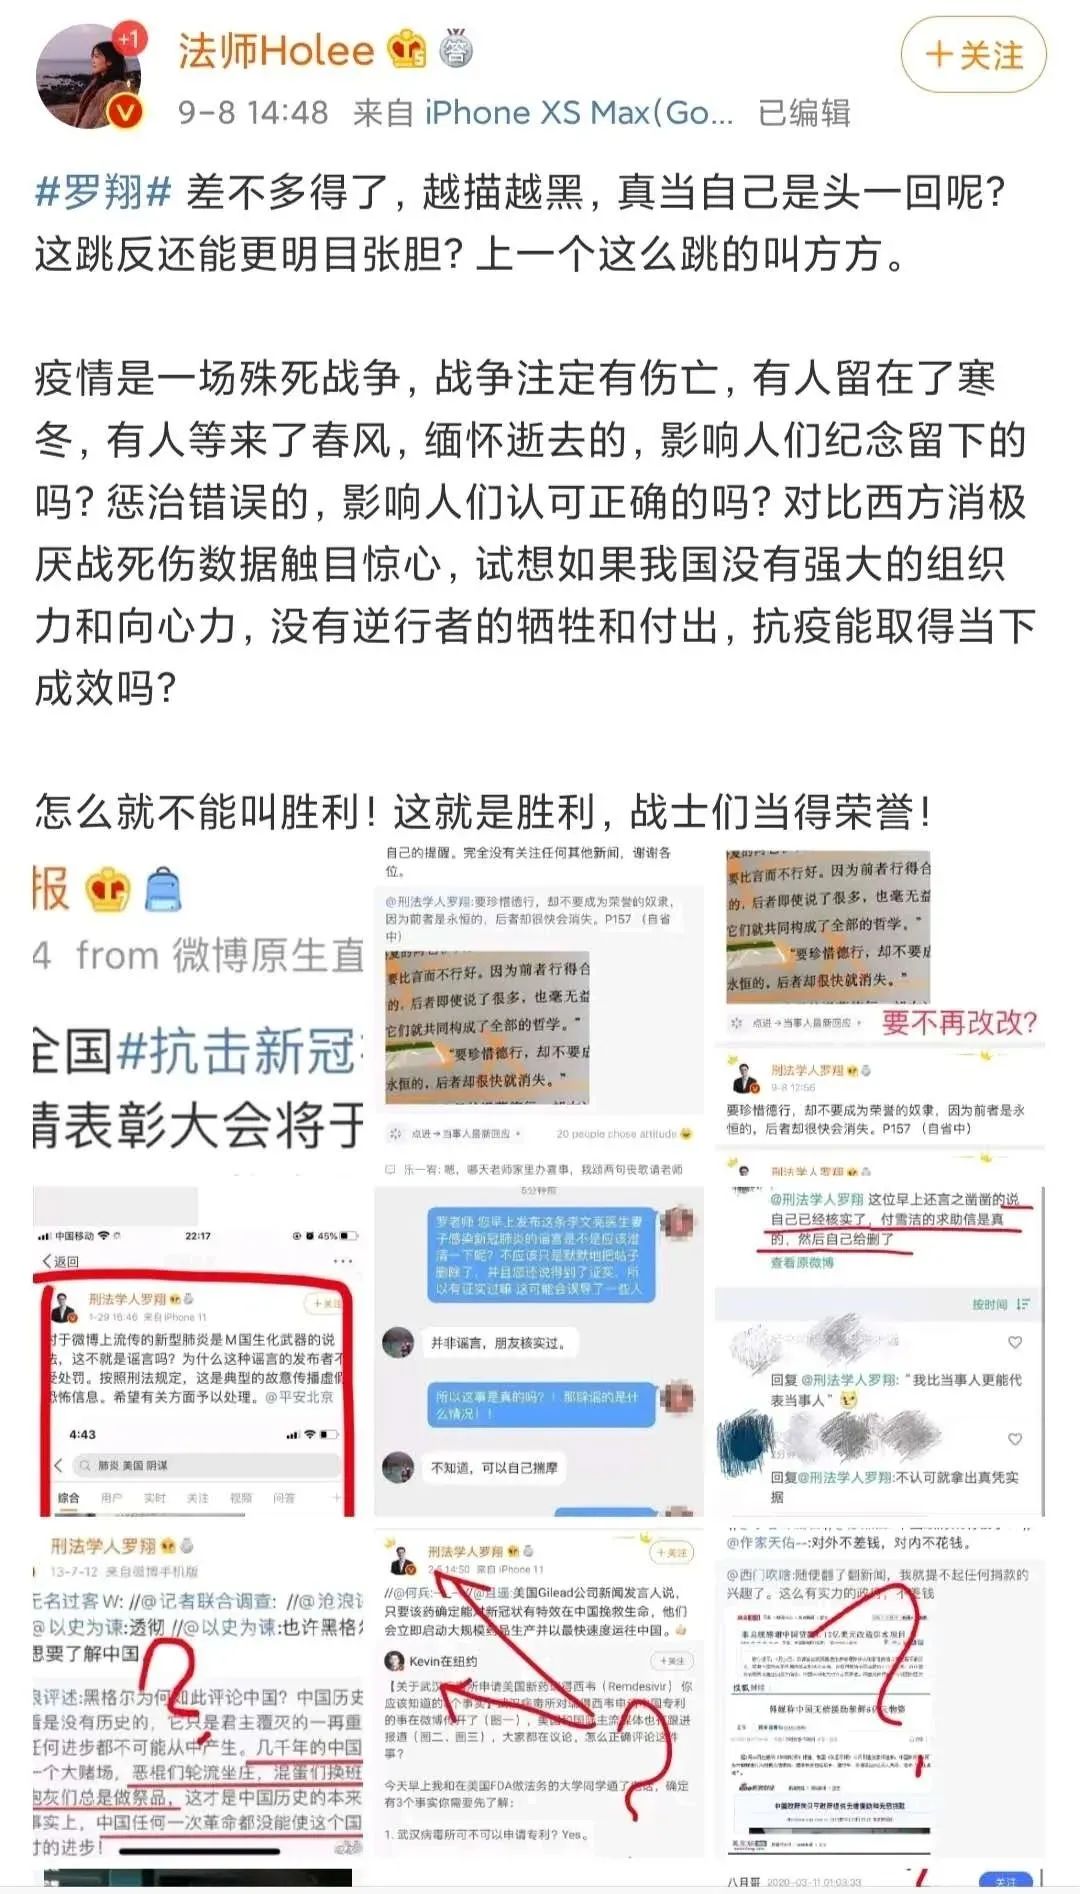 +1
法师Holee
9-8 14:48 来自 iPhone XS Max(Go... 已编辑
+关注
#罗翔# 差不多得了, 越描越黑, 真当自己是头一回呢?
这跳反还能更明目张胆? 上一个这么跳的叫方方。
疫情是一场殊死战争, 战争注定有伤亡, 有人留在了寒
冬, 有人等来了春风, 缅怀逝去的, 影响人们纪念留下的
吗? 惩治错误的, 影响人们认可正确的吗? 对比西方消极
厌战死伤数据触目惊心, 试想如果我国没有强大的组织
力和向心力, 没有逆行者的牺牲和付出, 抗疫能取得当下
成效吗?
怎么就不能叫胜利! 这就是胜利, 战士们当得荣誉!
报
4 from 微博原生直
全国#抗击新冠
情表彰大会将于
自己的提醒。完全没有关注任何其他新闻, 谢谢各
位。
@刑法学人罗翔:要珍惜德行, 却不要成为荣誉的奴隶,
因为前者是永恒的, 后者却很快会消失。P157 (自省
中)
要比言而不行好。因为前者行得合
的, 后者即使说了很多, 也毫无益
它们就共同构成了全部的哲学。”
“要珍惜德行, 却不要成
永恒的, 后者却很快就消失。”
点进→当事人最新回应
20 people chose attitude
乐一宥: 嗯, 哪天老师家里办喜事, 我颂两句丧歌请老师
要比言而不行好。因为前者行得合
的, 后者即使说了很多, 也毫无益
它们就共同构成了全部的哲学。”
“要珍惜德行, 却不要成
永恒的, 后者却很快就消失。”
点进→当事人最新回应
要不再改改?
刑法学人罗翔
9-8 12:56
要珍惜德行, 却不要成为荣誉的奴隶, 因为前者是永
恒的, 后者却很快会消失。P157 (自省中)
中国移动
22:17
45%
返回
刑法学人罗翔
+关注
1-29 16:46 来自iPhone 11
对于微博上流传的新型肺炎是M国生化武器的说
法, 这不就是谣言吗? 为什么这种谣言的发布者不
受处罚。按照刑法规定, 这是典型的故意传播虚假
恐怖信息。希望有关方面予以处理。@平安北京
4:43
肺炎 美国 阴谋
综合 用户 实时 关注 视频 问答
5分钟前
罗老师 您早上发布这条李文亮医生妻
子感染新冠肺炎的谣言是不是应该澄
清一下呢? 不应该只是默默地把帖子
删除了, 并且您还说得到了证实, 所
以有证实过嘛 这可能会误导了一些人
并非谣言, 朋友核实过。
所以这事是真的吗? ! 那辟谣的是什
么情况! !
不知道, 可以自己揣摩
刑法学人罗翔
@刑法学人罗翔 这位早上还言之凿凿的说
自己已经核实了, 付雪洁的求助信是真
的, 然后自己给删了
查看原微博
按时间
回复 @刑法学人罗翔: “我比当事人更能代
表当事人”
回复@刑法学人罗翔:不认可就拿出真凭实
据
刑法学人罗翔
13-7-12 来自微博手机版
无名过客W: //@记者联合调查: //@沧浪
@以史为谏:透彻 //@以史为谏:也许黑格尔
想要了解中国
浪评述:黑格尔为何如此评论中国? 中国历史
看是没有历史的, 它只是君主覆灭的一再重
任何进步都不可能从中产生。几千年的中国
一个大赌场, 恶棍们轮流坐庄, 混蛋们换班
炮灰们总是做祭品, 这才是中国历史的本来
事实上, 中国任何一次革命都没能使这个国
寸的进步!
刑法学人罗翔
+关注
14:50 来自iPhone 11
美国Gilead公司新闻发言人说,
只要该药确定能对新冠状有特效在中国挽救生命, 他们
会立即启动大规模药品生产并以最快速度运往中国。
Kevin在纽约
+关注
【关于武汉 所申请美国新药 得西韦 (Remdesivir) 你
应该知道的 个事实】武汉病毒所对瑞得西韦申请中国专利
的事在微博传开了 (图一), 美国和国际主流媒体也有跟进
报道 (图二、图三), 大家都在议论, 怎么正确评论这件
事?
今天早上我和在美国FDA做法务的大学同学通了电话, 确定
有3个事实你需要先了解:
1. 武汉病毒所可不可以申请专利? Yes。
@作家天佑--:对外不差钱, 对内不花钱。
@西门吹啥:随便翻了翻新闻, 我就提不起任何捐款的
兴趣了。这么有实力的政府, 不差钱
韩媒称中国无偿援助朝鲜 物资
八月哥 2020-03-11 01:03:33
关注